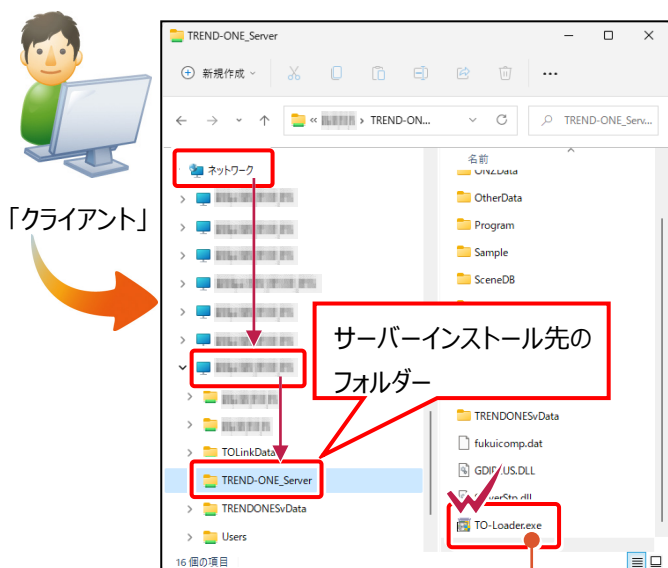 TREND-ONE_Server
新規作成
TREND-ON...
TREND-ONE_Serv...
「クライアント」
ネットワーク
サーバーインストール先の
フォルダー
TOLinkData
TREND-ONE_Server
TRENDONESvData
Users
16 個の項目
名前
ONZData
OtherData
Program
Sample
SceneDB
TRENDONESvData
fukuicomp.dat
TO-Loader.exe